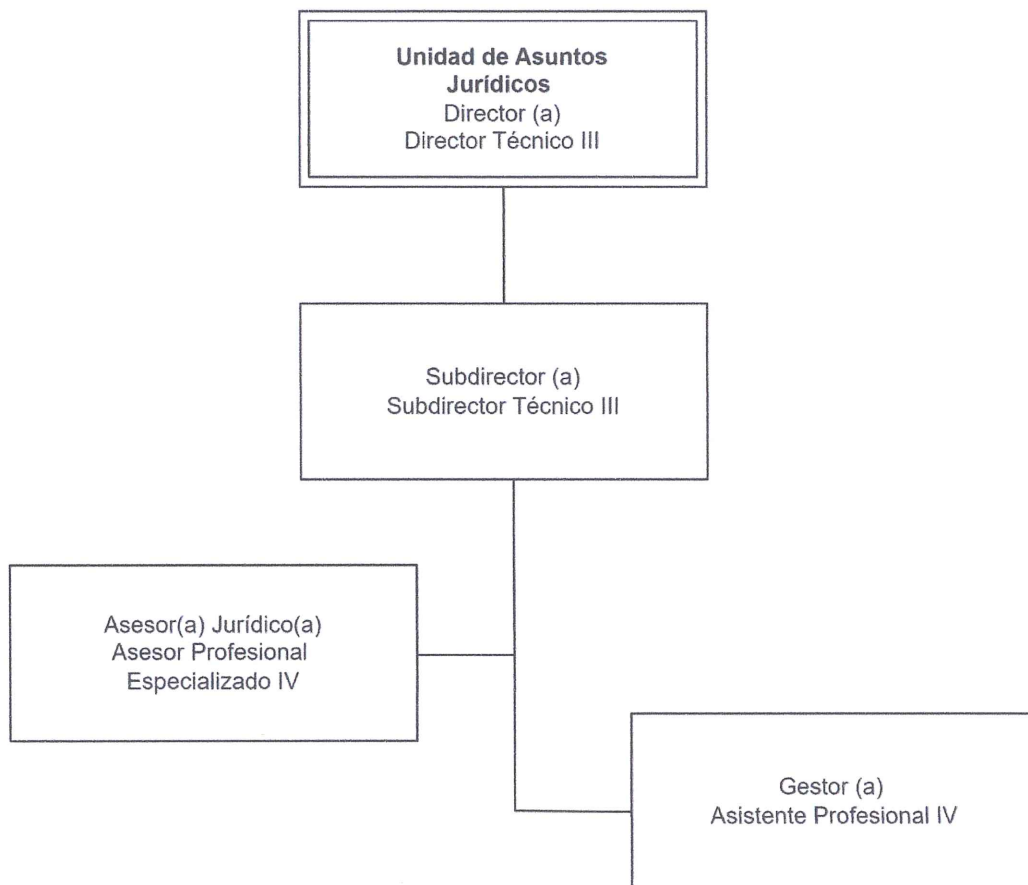 Unidad de Asuntos
Jurídicos
Director (a)
Director Técnico III
Subdirector (a)
Subdirector Técnico III
Asesor(a) Jurídico(a)
Asesor Profesional
Especializado IV
Gestor (a)
Asistente Profesional IV